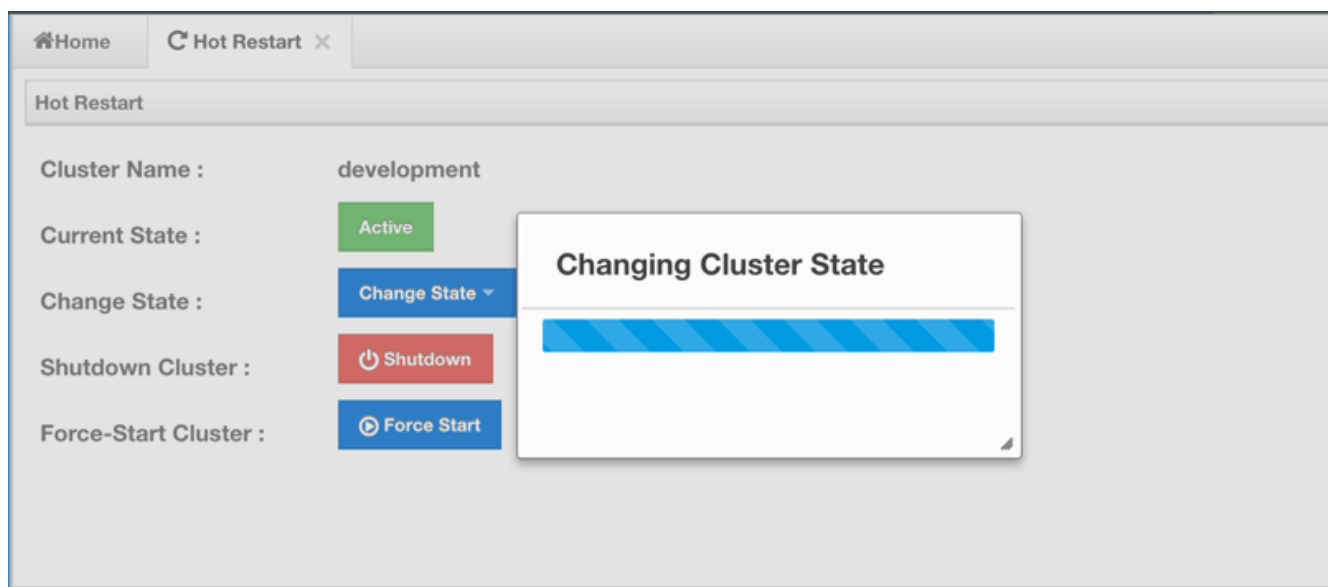 Home Hot Restart
Hot Restart
Cluster Name : development
Current State : Active
Changing Cluster State
Change State : Change State
Shutdown Cluster : Shutdown
Force-Start Cluster : Force Start